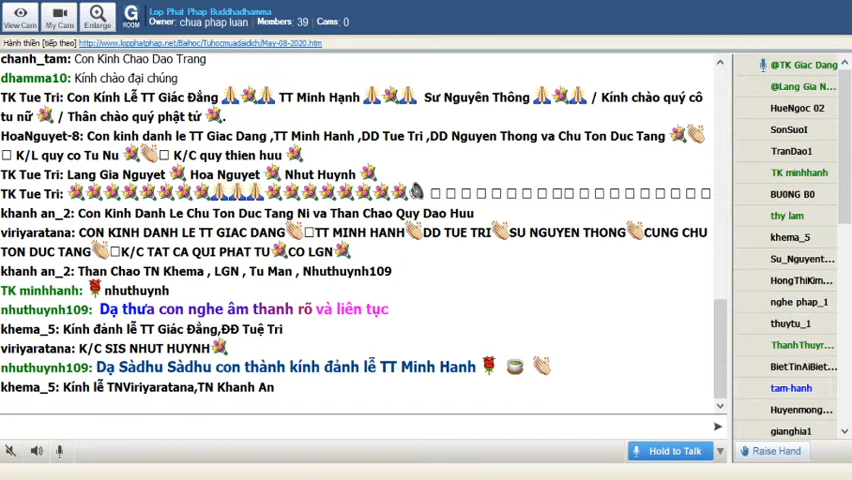 View Cam
My Cam
Enlarge
G
ROOM
Lop Phat Phap Buddhadhamma
Owner: chua phap luan Members: 39 Cams: 0
Hành thiền [tiếp theo] http://www.lopphatphap.net/Baihoc/Tuhocmuadaidich/May-08-2020.htm
chanh_tam: Con Kinh Chao Dao Trang
dhamma10: Kính chào đại chúng
TK Tue Tri: Con Kính Lễ TT Giác Đẳng TT Minh Hạnh Sư Nguyên Thông / Kính chào quý cô
tu nữ / Thân chào quý phật tử .
HoaNguyet-8: Con kinh danh le TT Giac Dang ,TT Minh Hanh ,DD Tue Tri ,DD Nguyen Thong va Chu Ton Duc Tang
K/L quy co Tu Nu K/C quy thien huu
TK Tue Tri: Lang Gia Nguyet Hoa Nguyet Nhut Huynh
TK Tue Tri:
khanh an_2: Con Kinh Danh Le Chu Ton Duc Tang Ni va Than Chao Quy Dao Huu
viriyaratana: CON KINH DANH LE TT GIAC DANG TT MINH HANH DD TUE TRI SU NGUYEN THONG CUNG CHU
TON DUC TANG K/C TAT CA QUI PHAT TU CO LGN
khanh an_2: Than Chao TN Khema , LGN , Tu Man , Nhuthuynh109
TK minhhanh: nhuthuynh
nhuthuynh109: Dạ thưa con nghe âm thanh rõ và liên tục
khema_5: Kính đảnh lễ TT Giác Đẳng,ĐĐ Tuệ Tri
viriyaratana: K/C SIS NHUT HUYNH
nhuthuynh109: Dạ Sàdhu Sàdhu con thành kính đảnh lễ TT Minh Hanh
khema_5: Kính lễ TNViriyaratana,TN Khanh An
Hold to Talk
@TK Giac Dang
@Lang Gia N...
HueNgoc 02
SonSuoI
TranDao1
TK minhhanh
BU0NG B0
thy lam
khema_5
Su_Nguyent...
HongThiKim...
nghe phap_1
thuytu_1
ThanhThuyr...
BietTinAiBiet...
tam-hanh
Huyenmong...
gianghia1
Raise Hand